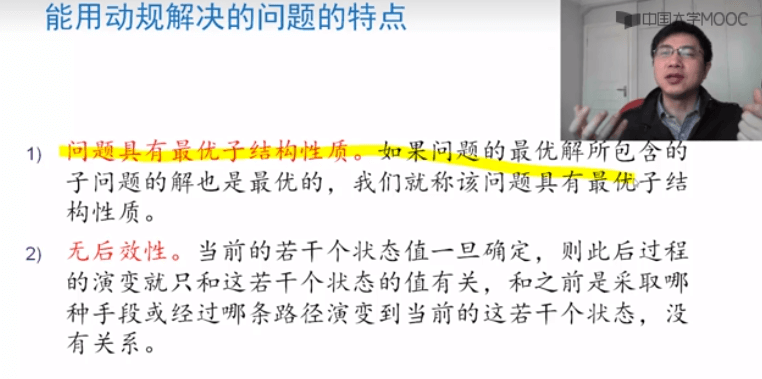 能用动规解决的问题的特点
中国大学MOOC
1) 问题具有最优子结构性质。如果问题的最优解所包含的
子问题的解也是最优的，我们就称该问题具有最优子结
构性质。
2) 无后效性。当前的若干个状态值一旦确定，则此后过程
的演变就只和这若干个状态的值有关，和之前是采取哪
种手段或经过哪条路径演变到当前的这若干个状态，没
有关系。